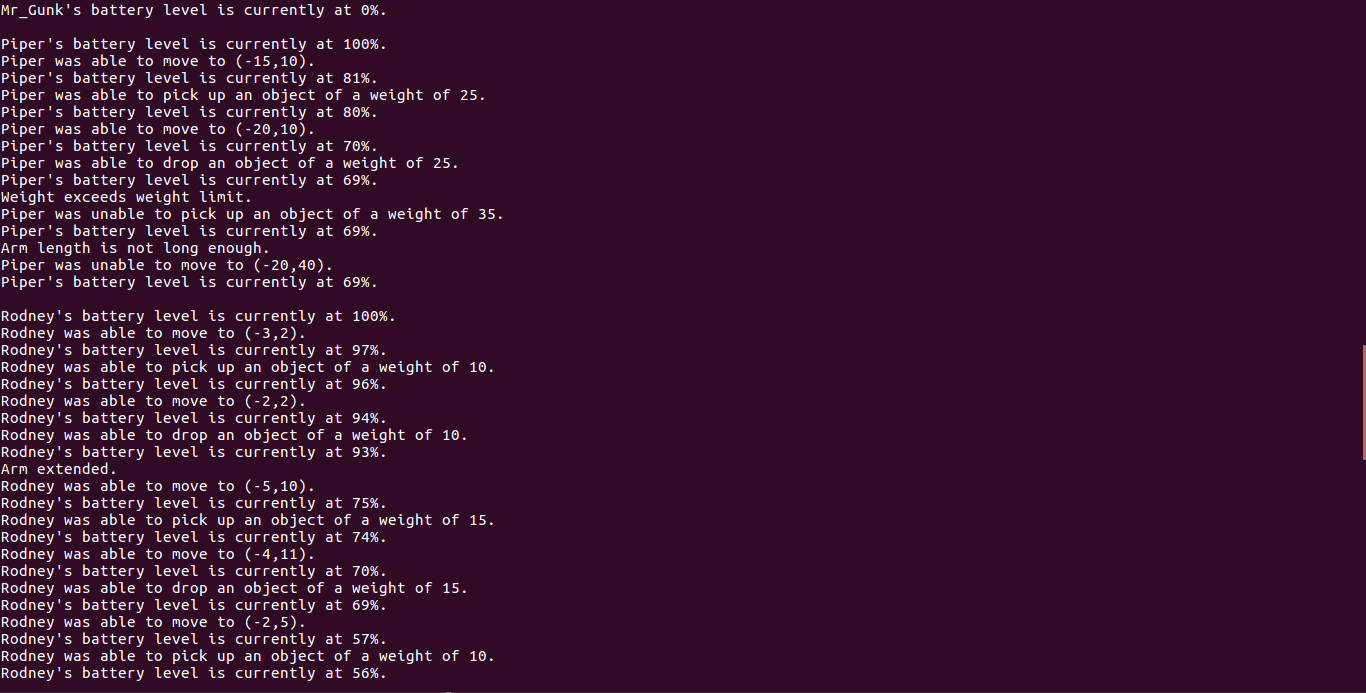 Mr_Gunk's battery level is currently at 0%.

Piper's battery level is currently at 100%.
Piper was able to move to (-15,10).
Piper's battery level is currently at 81%.
Piper was able to pick up an object of a weight of 25.
Piper's battery level is currently at 80%.
Piper was able to move to (-20,10).
Piper's battery level is currently at 70%.
Piper was able to drop an object of a weight of 25.
Piper's battery level is currently at 69%.
Weight exceeds weight limit.
Piper was unable to pick up an object of a weight of 35.
Piper's battery level is currently at 69%.
Arm length is not long enough.
Piper was unable to move to (-20,40).
Piper's battery level is currently at 69%.

Rodney's battery level is currently at 100%.
Rodney was able to move to (-3,2).
Rodney's battery level is currently at 97%.
Rodney was able to pick up an object of a weight of 10.
Rodney's battery level is currently at 96%.
Rodney was able to move to (-2,2).
Rodney's battery level is currently at 94%.
Rodney was able to drop an object of a weight of 10.
Rodney's battery level is currently at 93%.
Arm extended.
Rodney was able to move to (-5,10).
Rodney's battery level is currently at 75%.
Rodney was able to pick up an object of a weight of 15.
Rodney's battery level is currently at 74%.
Rodney was able to move to (-4,11).
Rodney's battery level is currently at 70%.
Rodney was able to drop an object of a weight of 15.
Rodney's battery level is currently at 69%.
Rodney was able to move to (-2,5).
Rodney's battery level is currently at 57%.
Rodney was able to pick up an object of a weight of 10.
Rodney's battery level is currently at 56%.